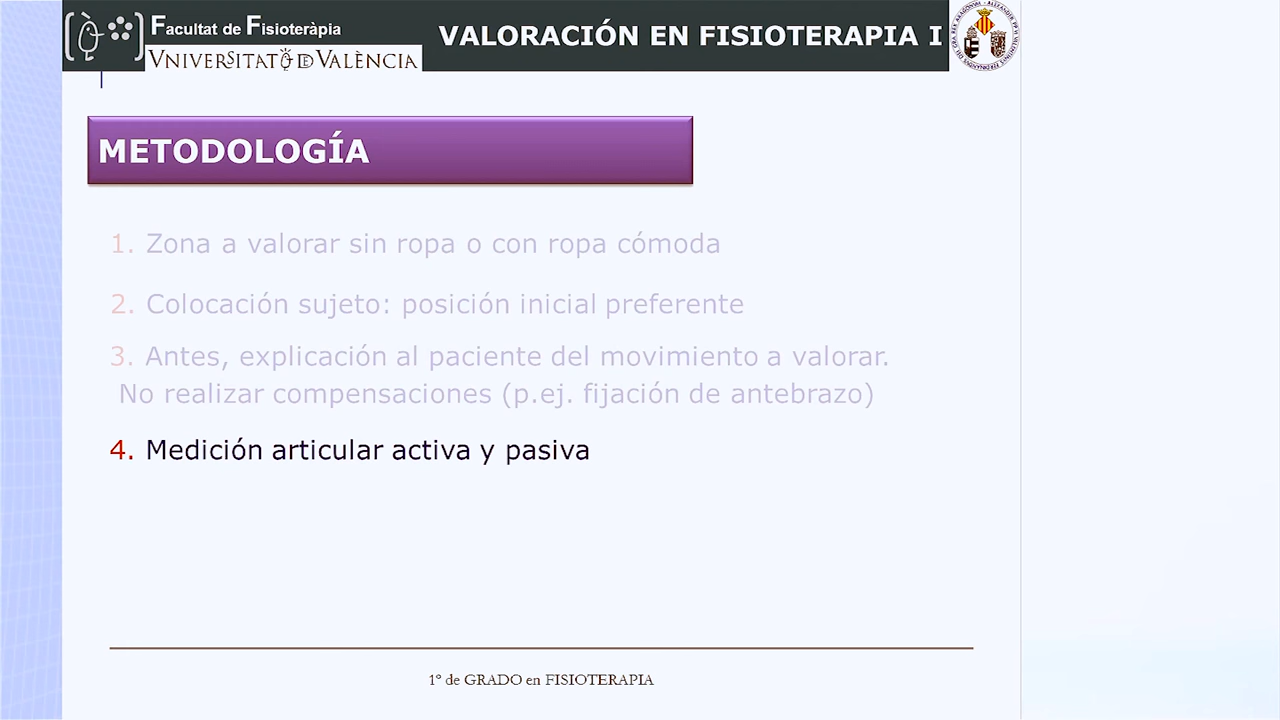 Facultat de Fisioteràpia
VNIVERSITAT DE VALÈNCIA
VALORACIÓN EN FISIOTERAPIA I
METODOLOGÍA
1. Zona a valorar sin ropa o con ropa cómoda
2. Colocación sujeto: posición inicial preferente
3. Antes, explicación al paciente del movimiento a valorar.
No realizar compensaciones (p.ej. fijación de antebrazo)
4. Medición articular activa y pasiva
1º de GRADO en FISIOTERAPIA